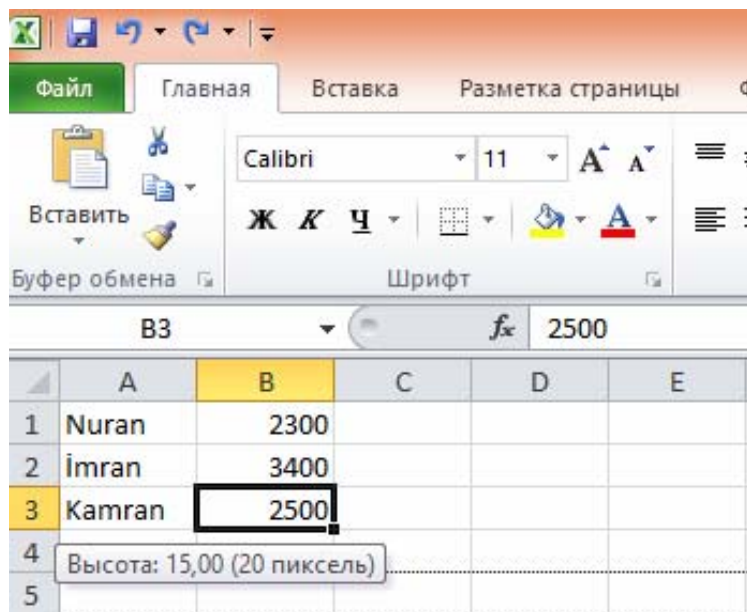 Файл Главная Вставка Разметка страницы
Calibri 11 А А
Вставить
Ж К Ч А
Буфер обмена Шрифт
B3 fx 2500
A B C D E
1 Nuran 2300
2 İmran 3400
3 Kamran 2500
4
Высота: 15,00 (20 пиксель)
5